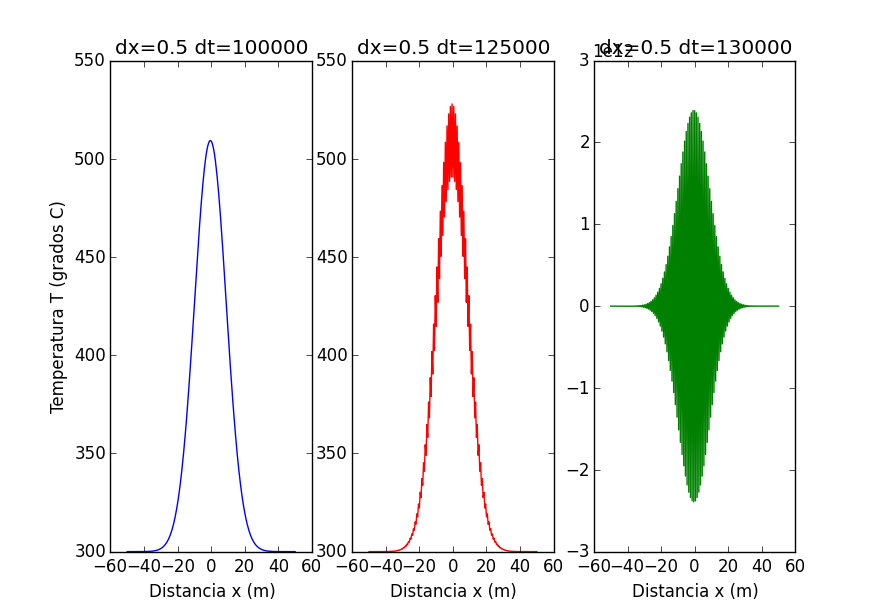 dx=0.5 dt=100000
dx=0.5 dt=125000
dx=0.5 dt=130000
1e12
Temperatura T (grados C)
550
500
450
400
350
300
−60 −40 −20 0 20 40 60
Distancia x (m)
550
500
450
400
350
300
−60 −40 −20 0 20 40 60
Distancia x (m)
3
2
1
0
−1
−2
−3
−60 −40 −20 0 20 40 60
Distancia x (m)